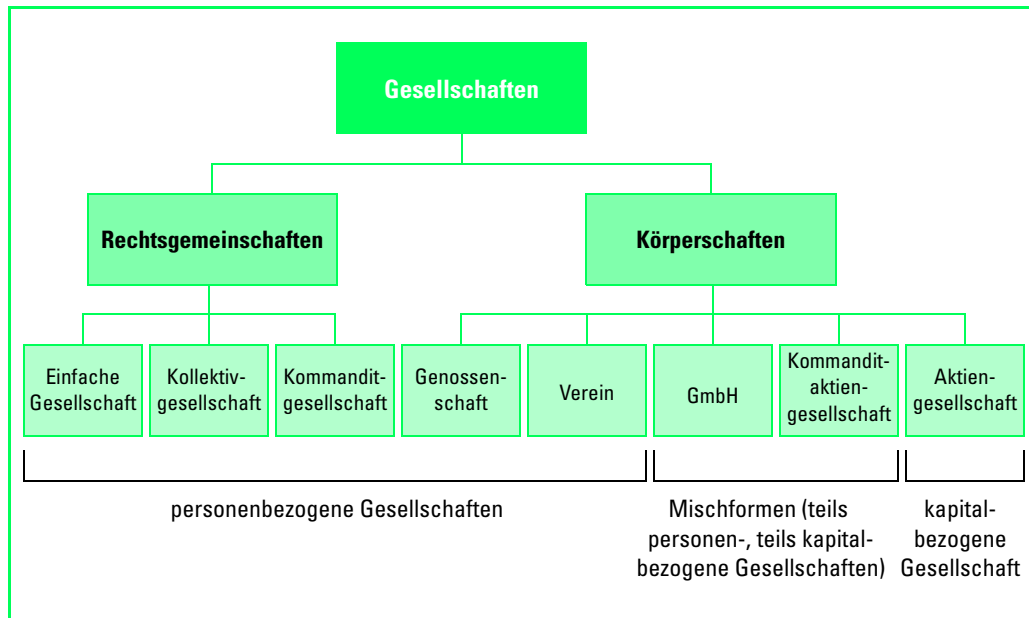 Gesellschaften
Rechtsgemeinschaften
Körperschaften
Einfache
Gesellschaft
Kollektiv-
gesellschaft
Kommandit-
gesellschaft
Genossen-
schaft
Verein
GmbH
Kommandit-
aktien-
gesellschaft
Aktien-
gesellschaft
personenbezogene Gesellschaften
Mischformen (teils
personen-, teils kapital-
bezogene Gesellschaften)
kapital-
bezogene
Gesellschaft